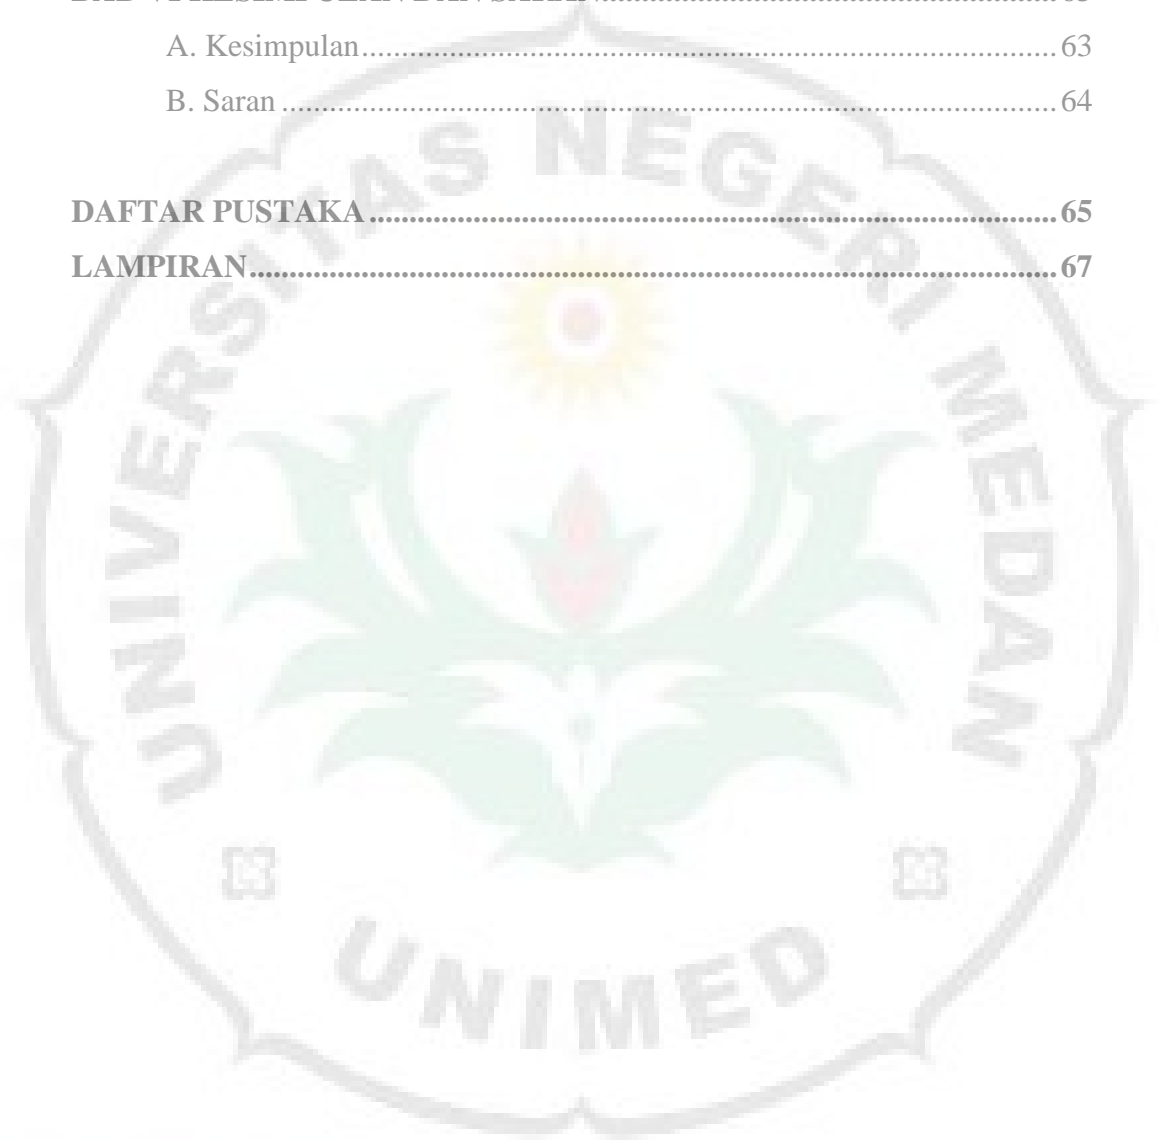 A. Kesimpulan.......................................................................................... 63
B. Saran .................................................................................................... 64
DAFTAR PUSTAKA ......................................................................................... 65
LAMPIRAN......................................................................................................... 67
UNIVERSITAS NEGERI MEDAN
UNIMED